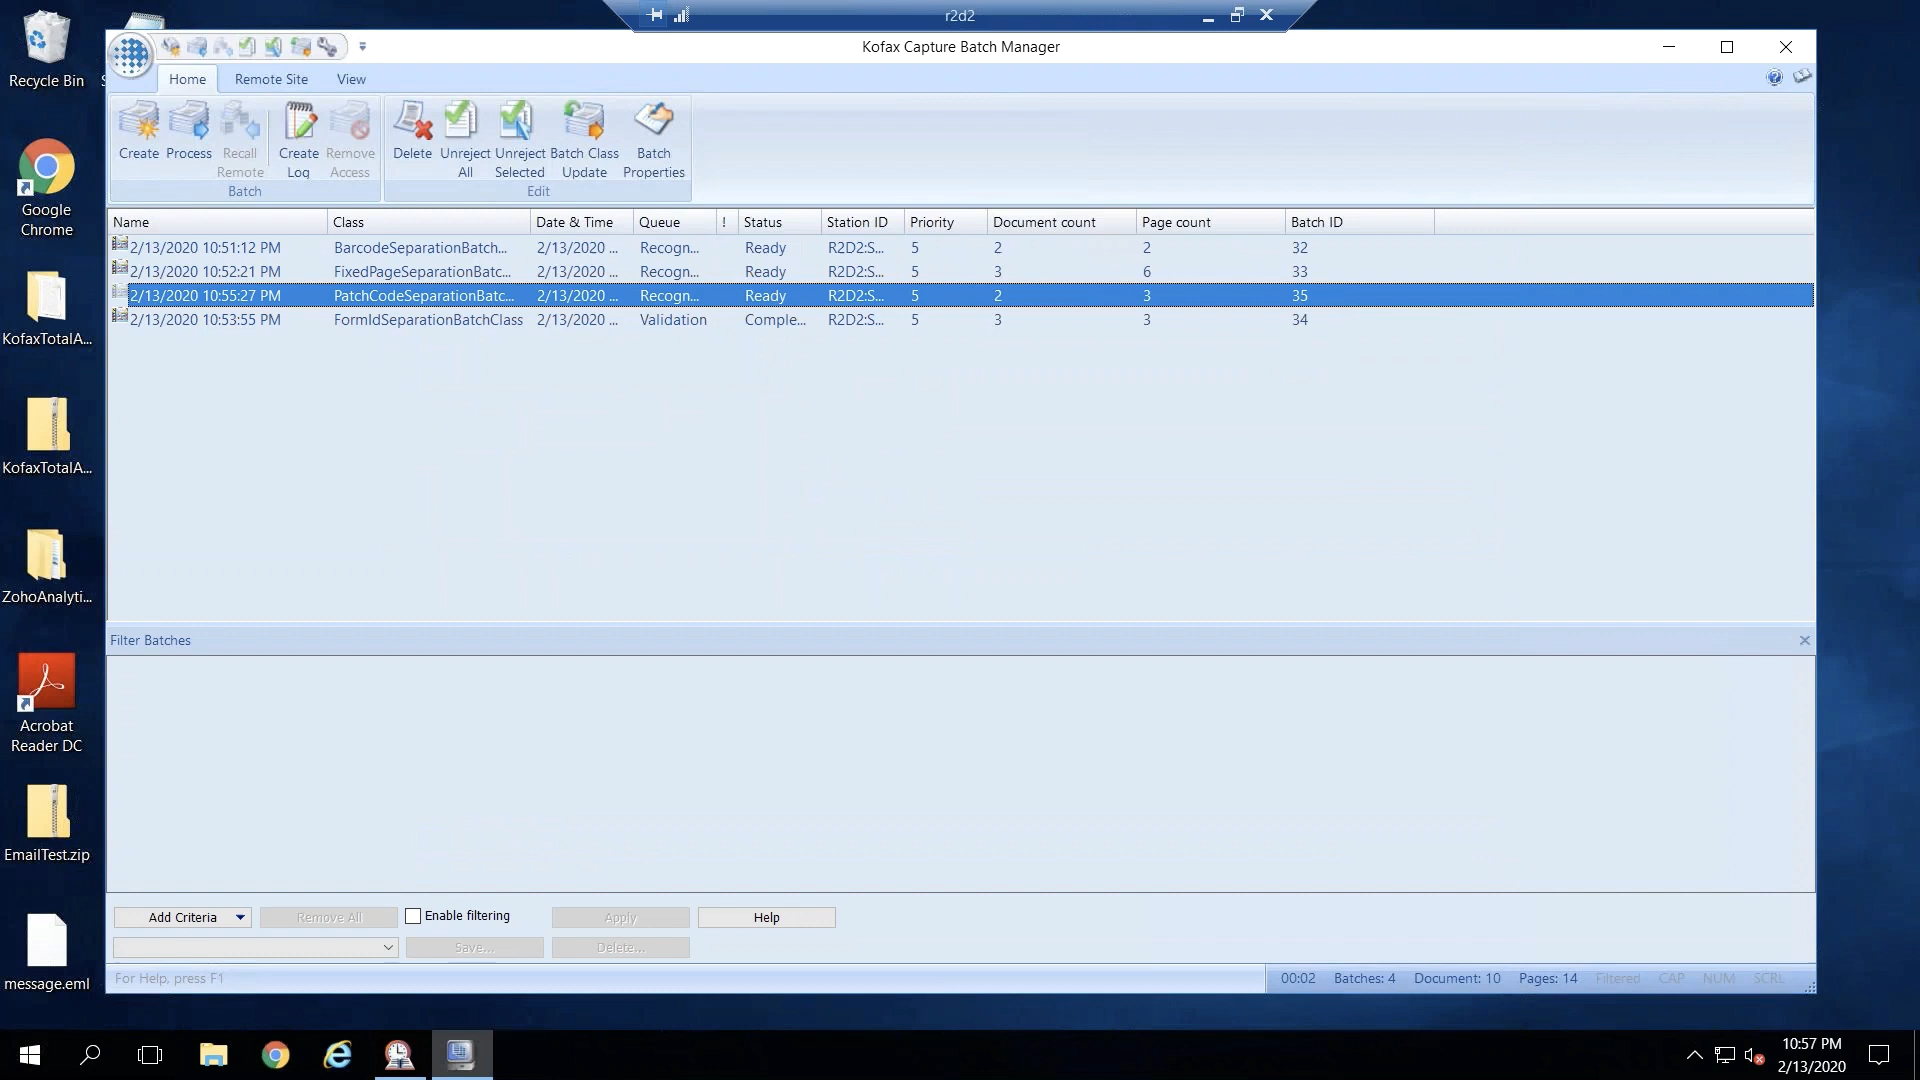 r2d2
Kofax Capture Batch Manager
Recycle Bin
Home Remote Site View
Create Process Recall Remote Create Log Remove Access Delete Unreject All Unreject Selected Batch Class Update Batch Properties
Batch Edit
Google Chrome
Name Class Date & Time Queue ! Status Station ID Priority Document count Page count Batch ID
2/13/2020 10:51:12 PM BarcodeSeparationBatch... 2/13/2020 ... Recogn... Ready R2D2:S... 5 2 2 32
2/13/2020 10:52:21 PM FixedPageSeparationBatc... 2/13/2020 ... Recogn... Ready R2D2:S... 5 3 6 33
2/13/2020 10:55:27 PM PatchCodeSeparationBatc... 2/13/2020 ... Recogn... Ready R2D2:S... 5 2 3 35
2/13/2020 10:53:55 PM FormIdSeparationBatchClass 2/13/2020 ... Validation Comple... R2D2:S... 5 3 3 34
KofaxTotalA...
KofaxTotalA...
ZohoAnalyti...
Filter Batches
Acrobat Reader DC
EmailTest.zip
Add Criteria Remove All Enable filtering Apply Help
Save... Delete...
message.eml
For Help, press F1 00:02 Batches: 4 Document: 10 Pages: 14 Filtered CAP NUM SCRL
10:57 PM
2/13/2020